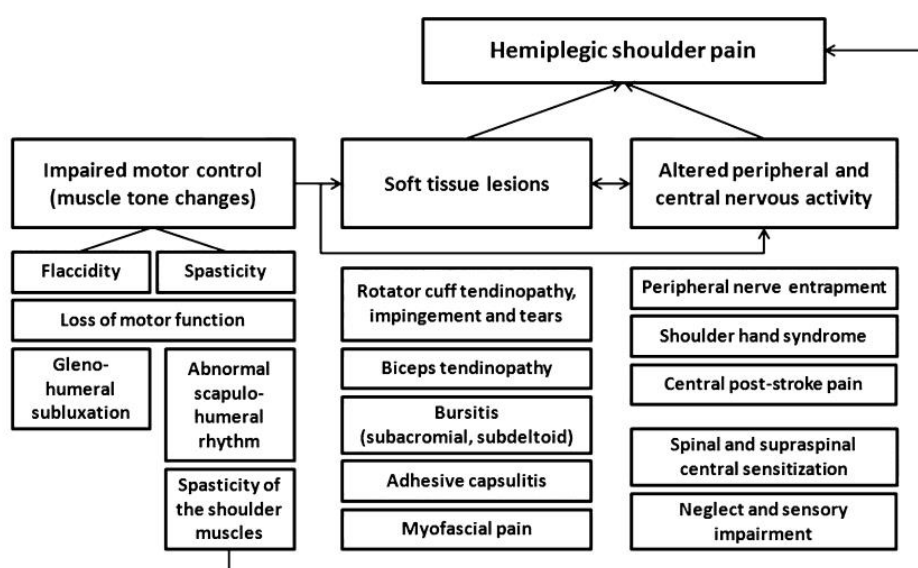 Hemiplegic shoulder pain
Impaired motor control
(muscle tone changes)
Soft tissue lesions
Altered peripheral and
central nervous activity
Flaccidity
Spasticity
Loss of motor function
Gleno-
humeral
subluxation
Abnormal
scapulo-
humeral
rhythm
Spasticity of
the shoulder
muscles
Rotator cuff tendinopathy,
impingement and tears
Biceps tendinopathy
Bursitis
(subacromial, subdeltoid)
Adhesive capsulitis
Myofascial pain
Peripheral nerve entrapment
Shoulder hand syndrome
Central post-stroke pain
Spinal and supraspinal
central sensitization
Neglect and sensory
impairment